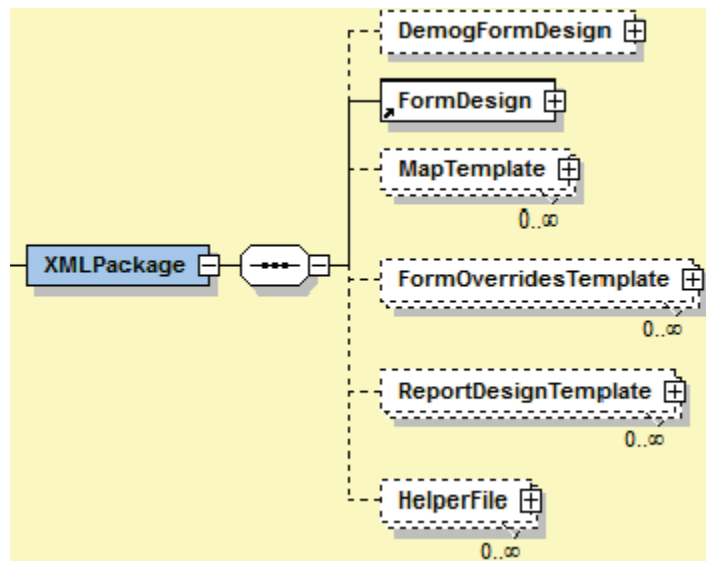 DemogFormDesign
FormDesign
MapTemplate
0..∞
XMLPackage
FormOverridesTemplate
0..∞
ReportDesignTemplate
0..∞
HelperFile
0..∞